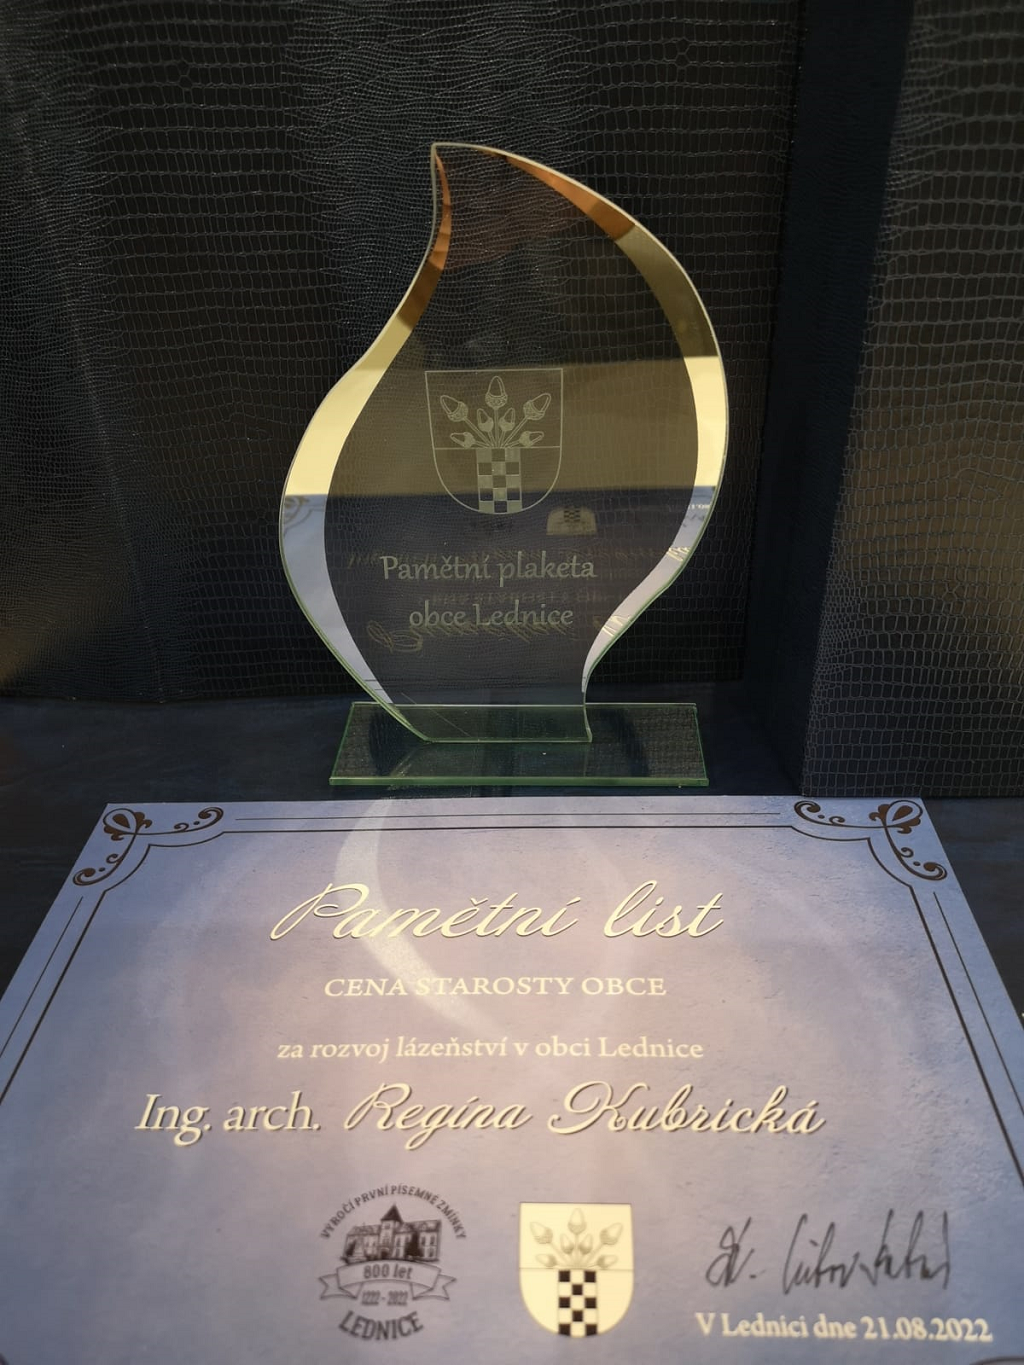 Pamětní plaketa
obce Lednice
Pamětní list
CENA STAROSTY OBCE
za rozvoj lázeňství v obci Lednice
Ing. arch. Regína Kubrická
VÝROČÍ PRVNÍ PÍSEMNÉ ZMÍNKY
800 let
1222 - 2022
LEDNICE
V Lednici dne 21.08.2022